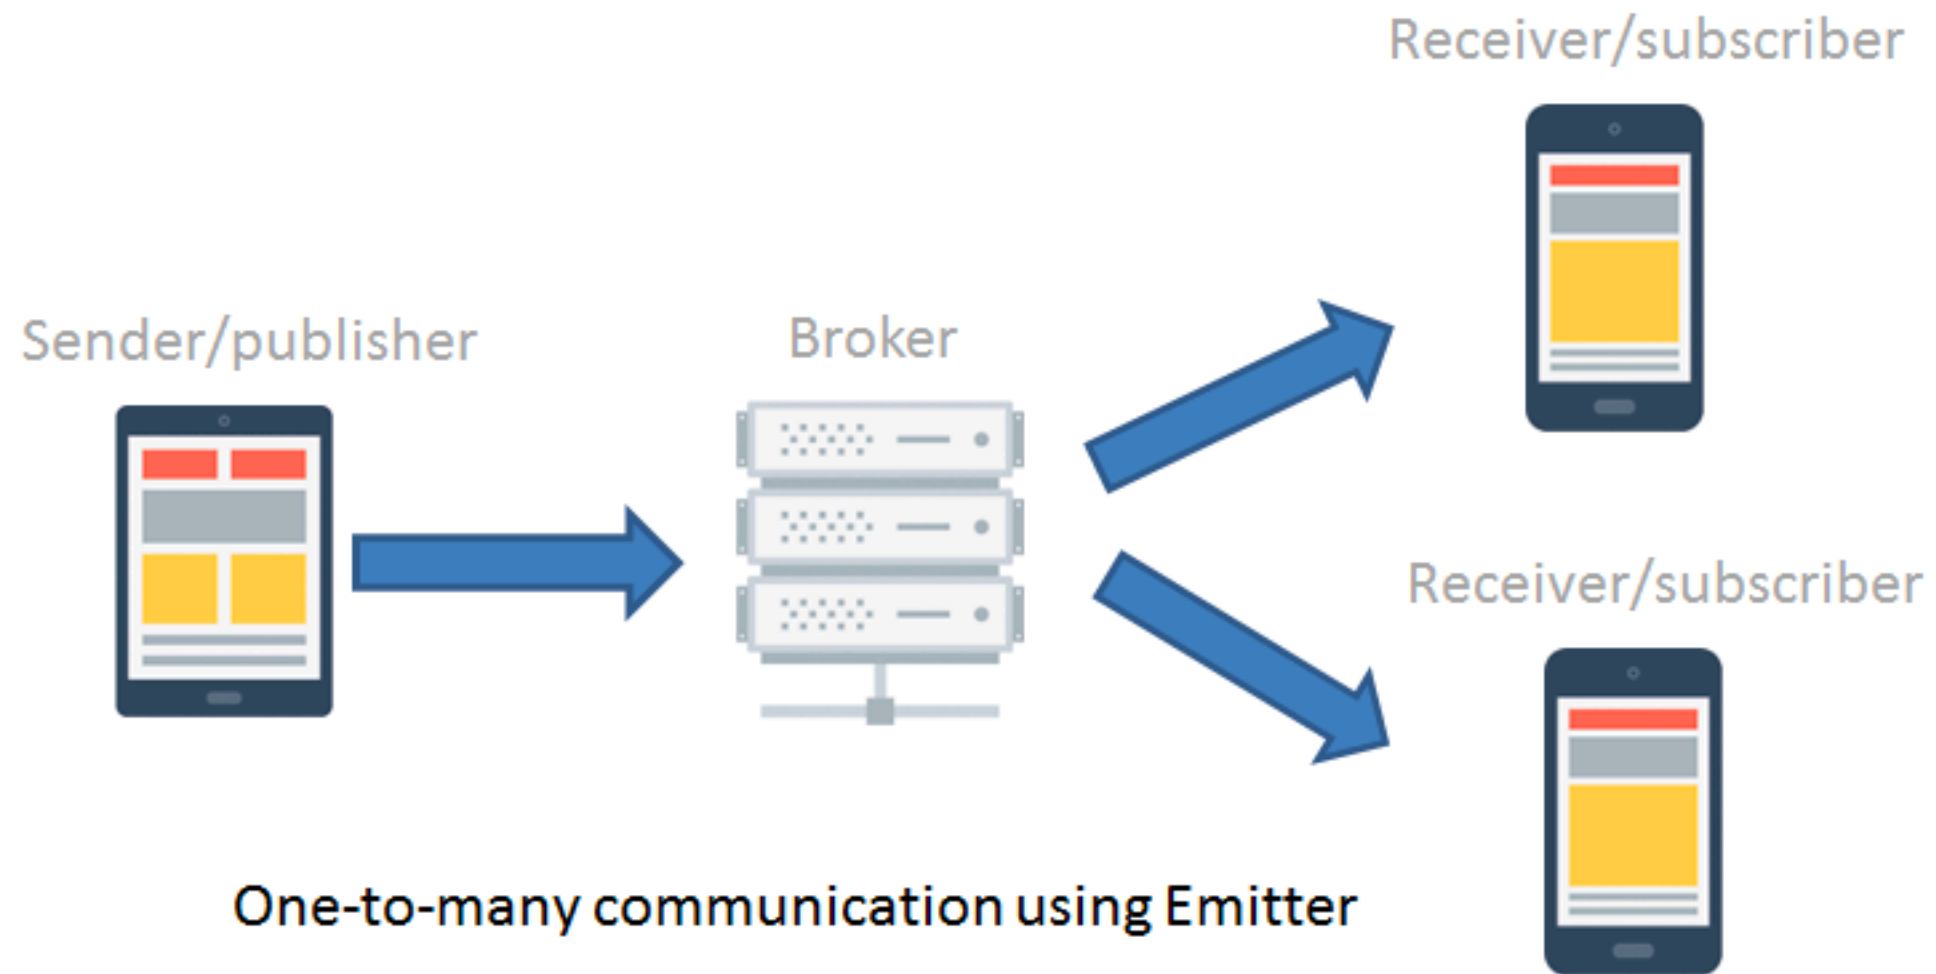 Receiver/subscriber
Sender/publisher
Broker
Receiver/subscriber
One-to-many communication using Emitter